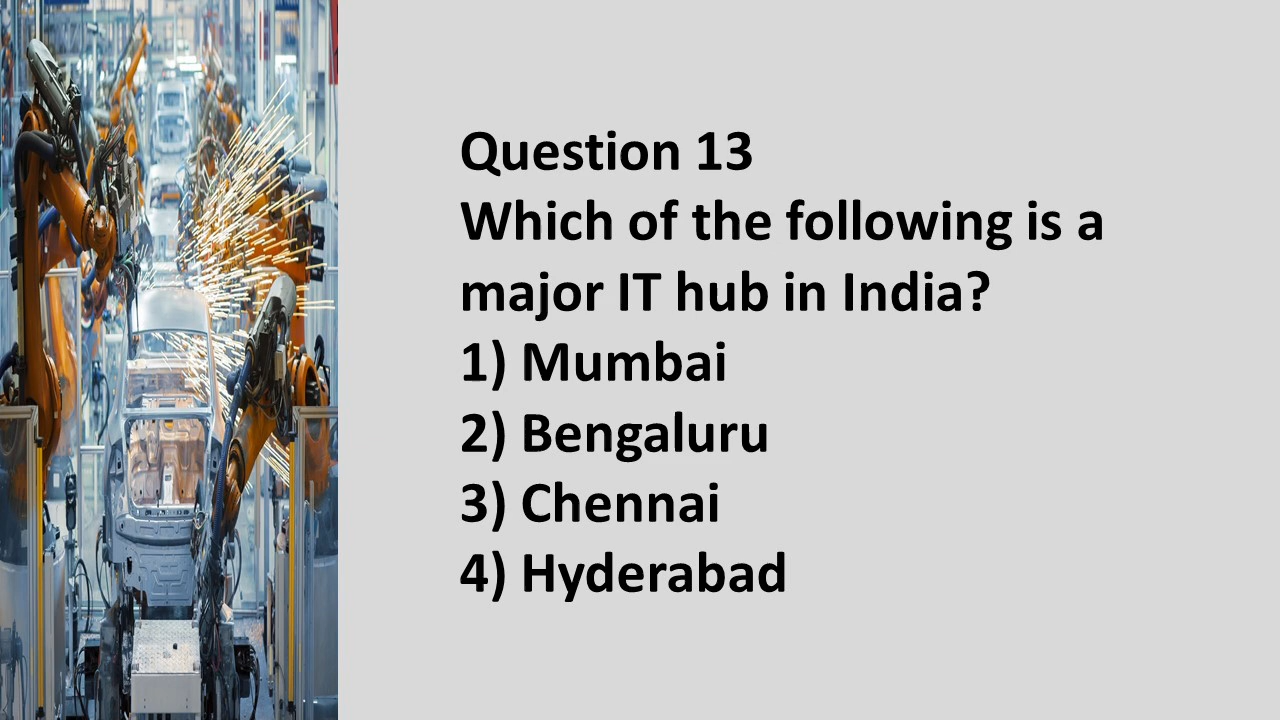 Question 13
Which of the following is a
major IT hub in India?
1) Mumbai
2) Bengaluru
3) Chennai
4) Hyderabad